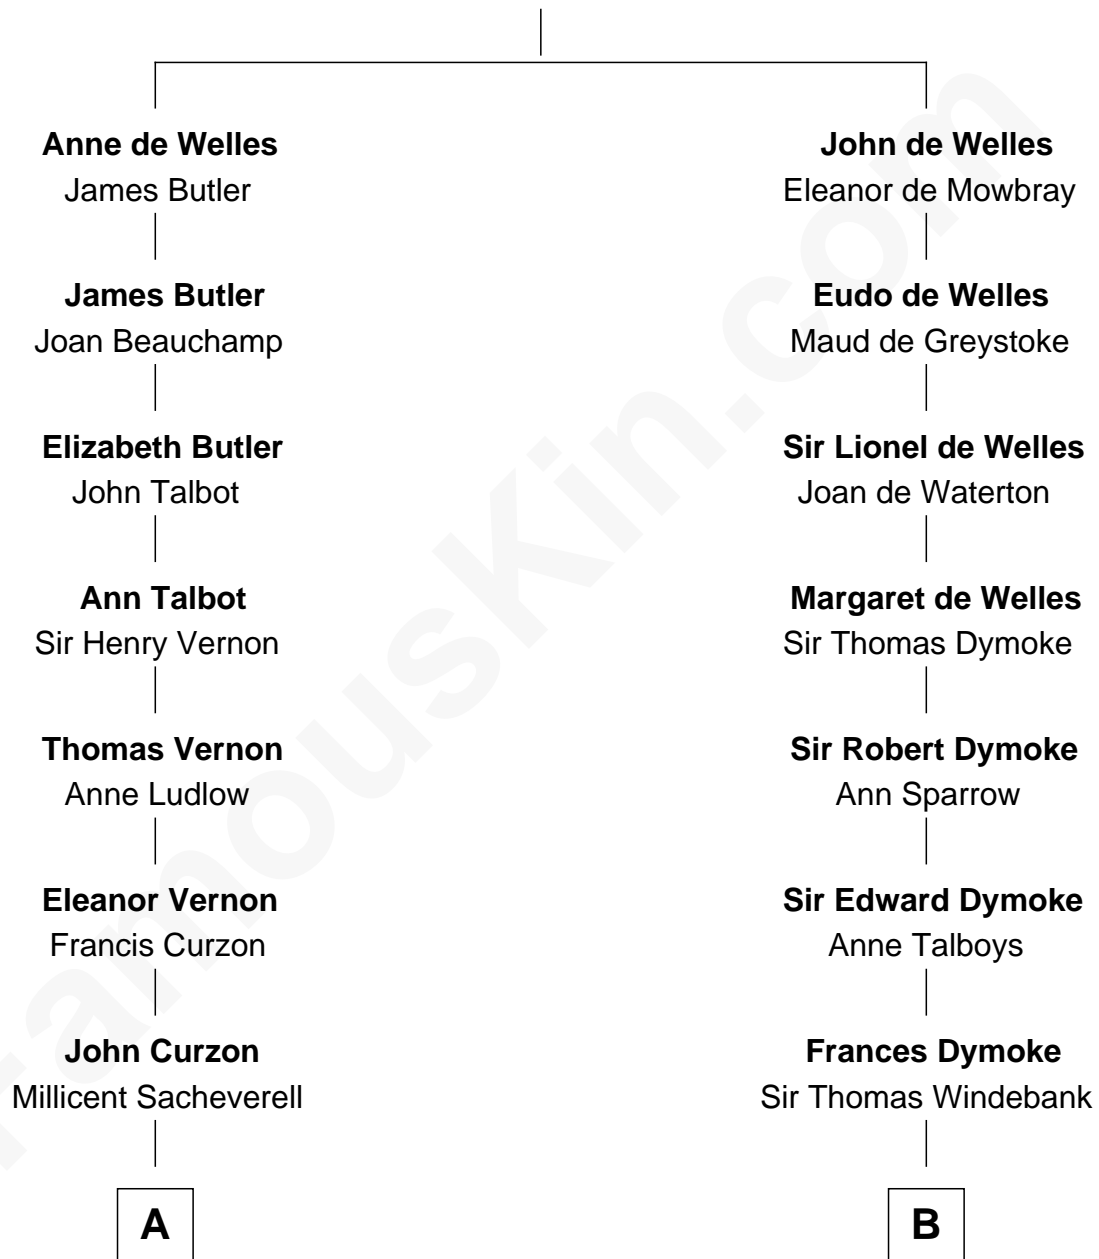 Anne de Welles
James Butler
James Butler
Joan Beauchamp
Elizabeth Butler
John Talbot
Ann Talbot
Sir Henry Vernon
Thomas Vernon
Anne Ludlow
Eleanor Vernon
Francis Curzon
John Curzon
Millicent Sacheverell
A
John de Welles
Eleanor de Mowbray
Eudo de Welles
Maud de Greystoke
Sir Lionel de Welles
Joan de Waterton
Margaret de Welles
Sir Thomas Dymoke
Sir Robert Dymoke
Ann Sparrow
Sir Edward Dymoke
Anne Talboys
Frances Dymoke
Sir Thomas Windebank
B
FamousKin.com